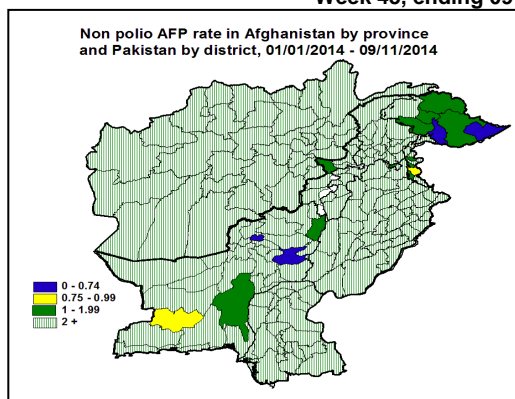 Non polio AFP rate in Afghanistan by province
and Pakistan by district, 01/01/2014 - 09/11/2014
0 - 0.74
0.75 - 0.99
1 - 1.99
2 +